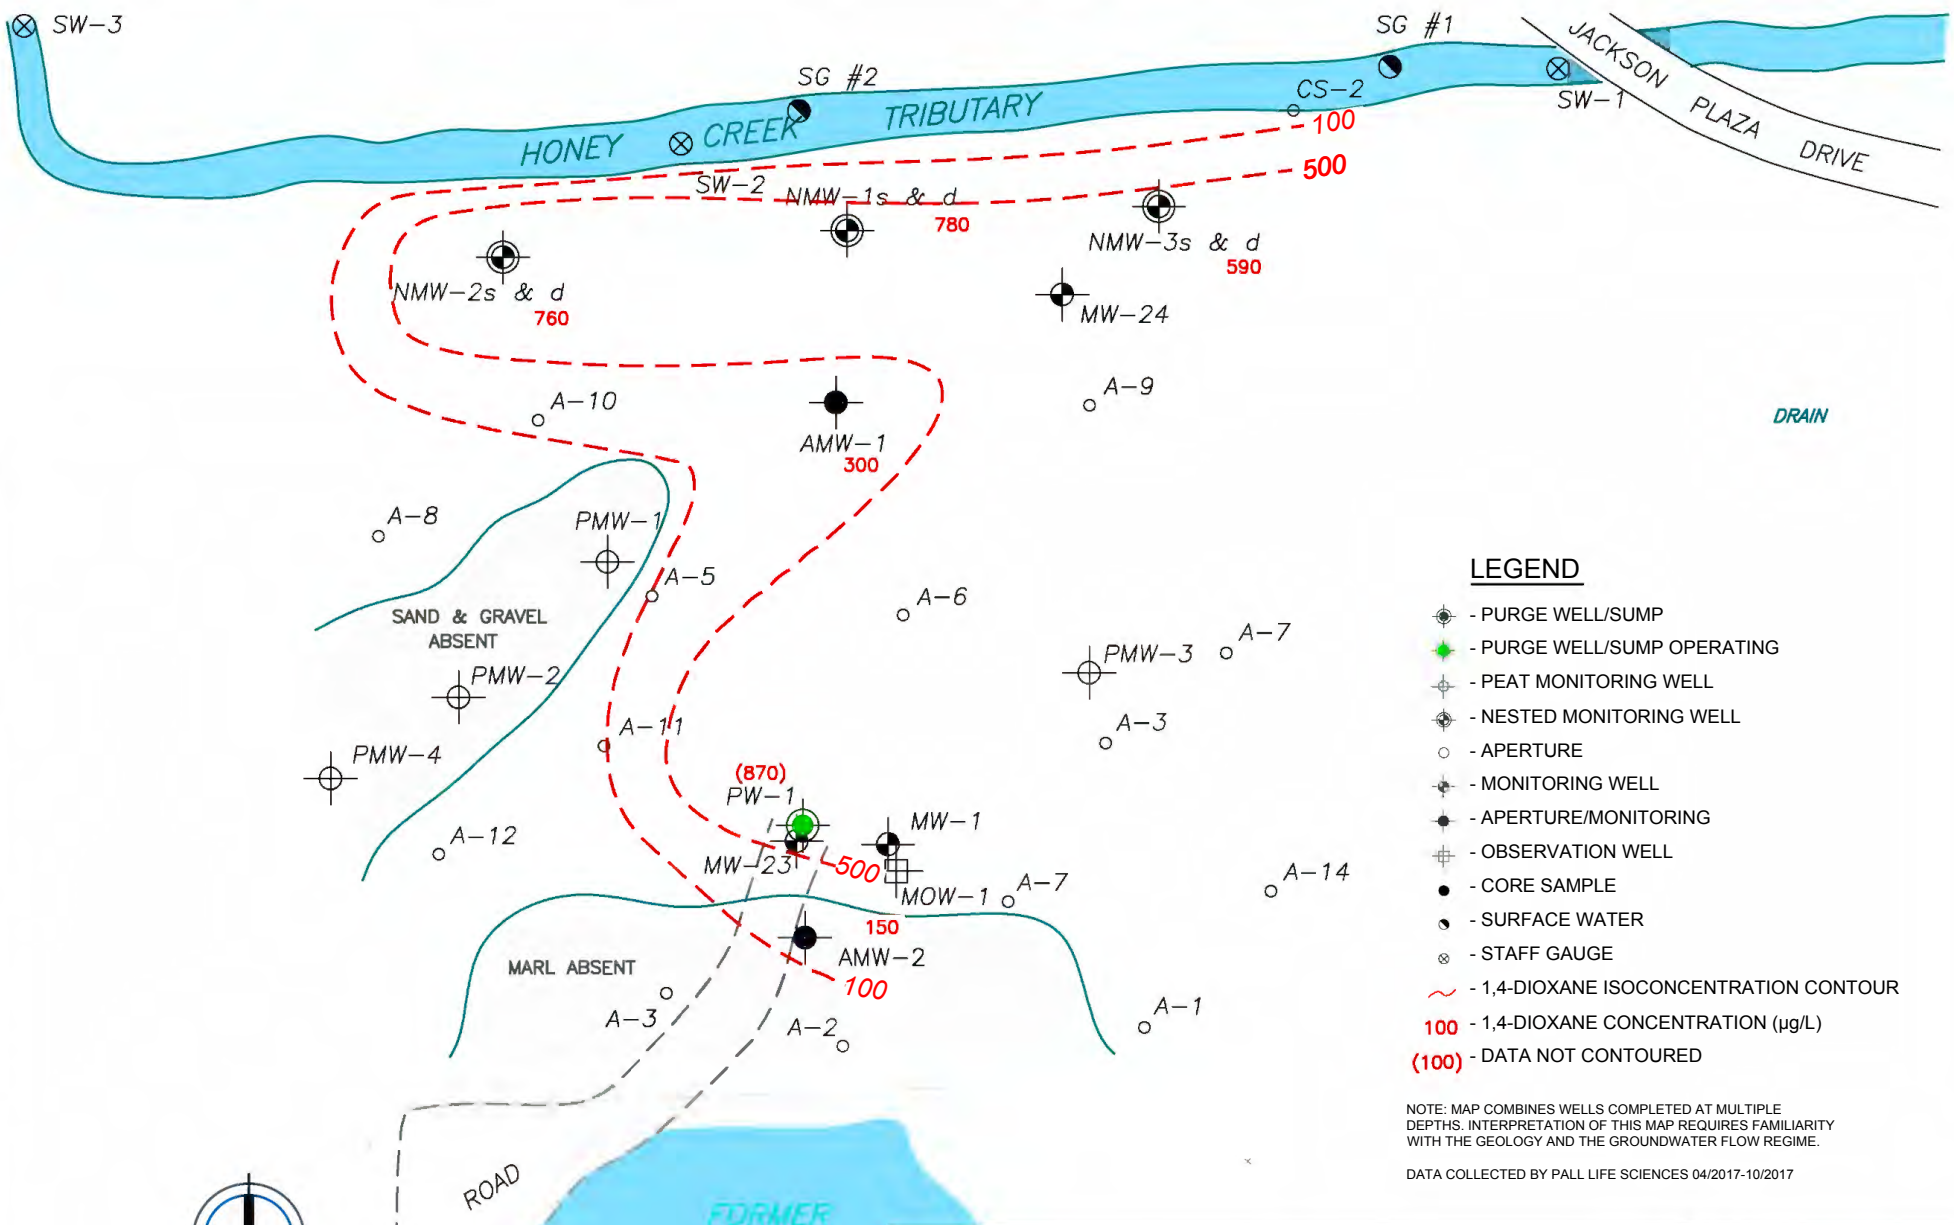 SW-3
SG #1
JACKSON PLAZA DRIVE
SG #2
CS-2
SW-1
HONEY CREEK TRIBUTARY
100
500
SW-2
NMW-1s & d
780
NMW-3s & d
590
NMW-2s & d
760
MW-24
A-10
A-9
DRAIN
AMW-1
300
A-8
PMW-1
A-5
A-6
SAND & GRAVEL
ABSENT
A-7
PMW-3
PMW-2
A-11
A-3
PMW-4
(870)
PW-1
MW-1
A-12
MW-23
500
MOW-1
A-7
A-14
150
AMW-2
MARL ABSENT
100
A-3
A-2
A-1
ROAD
FORMER
LEGEND
- PURGE WELL/SUMP
- PURGE WELL/SUMP OPERATING
- PEAT MONITORING WELL
- NESTED MONITORING WELL
- APERTURE
- MONITORING WELL
- APERTURE/MONITORING
- OBSERVATION WELL
- CORE SAMPLE
- SURFACE WATER
- STAFF GAUGE
- 1,4-DIOXANE ISOCONCENTRATION CONTOUR
100 - 1,4-DIOXANE CONCENTRATION (µg/L)
(100) - DATA NOT CONTOURED
NOTE: MAP COMBINES WELLS COMPLETED AT MULTIPLE
DEPTHS. INTERPRETATION OF THIS MAP REQUIRES FAMILIARITY
WITH THE GEOLOGY AND THE GROUNDWATER FLOW REGIME.
DATA COLLECTED BY PALL LIFE SCIENCES 04/2017-10/2017